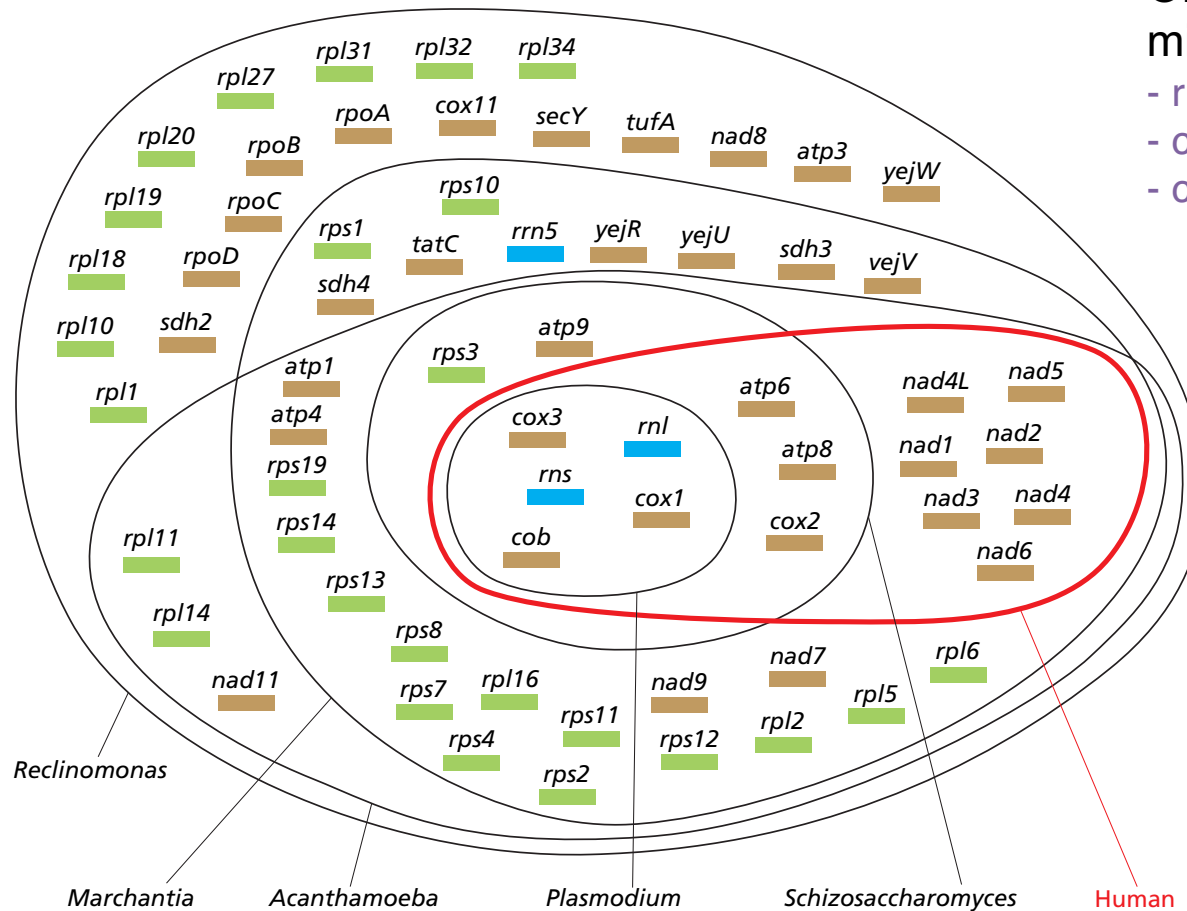 m
- r
- c
- c
rpl31
rpl32
rpl34
rpl27
rpoA
cox11
secY
tufA
nad8
atp3
yejW
rpl20
rpoB
rpl19
rpoC
rps10
rps1
tatC
rrn5
yejR
yejU
sdh3
vejV
rpl18
rpoD
sdh4
rpl10
sdh2
atp9
rps3
atp1
nad4L
nad5
rpl1
atp4
cox3
rnl
atp6
nad1
nad2
rps19
rns
cox1
atp8
nad3
nad4
rps14
cob
cox2
nad6
rpl11
rps13
rpl14
rps8
nad7
rpl6
nad11
rps7
rpl16
nad9
rpl5
rps4
rps11
rps12
rpl2
rps2
Reclinomonas
Marchantia
Acanthamoeba
Plasmodium
Schizosaccharomyces
Human